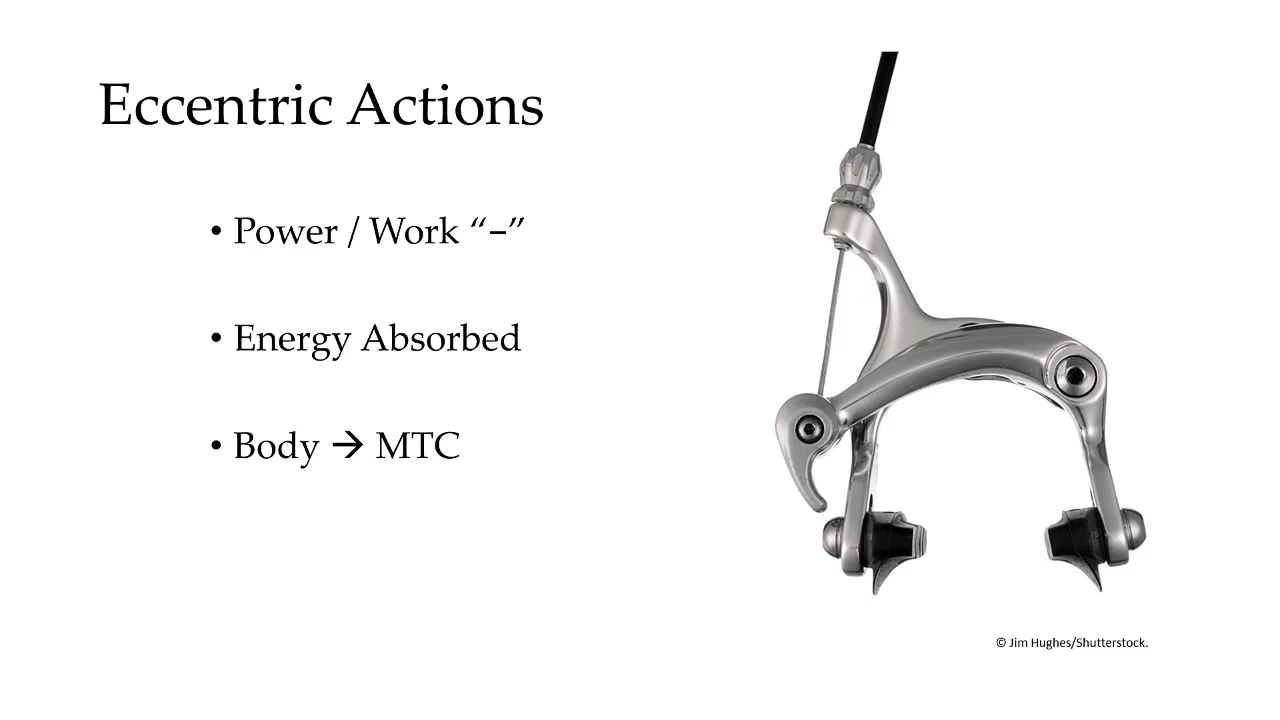 Eccentric Actions
• Power / Work “–”
• Energy Absorbed
• Body → MTC
© Jim Hughes/Shutterstock.